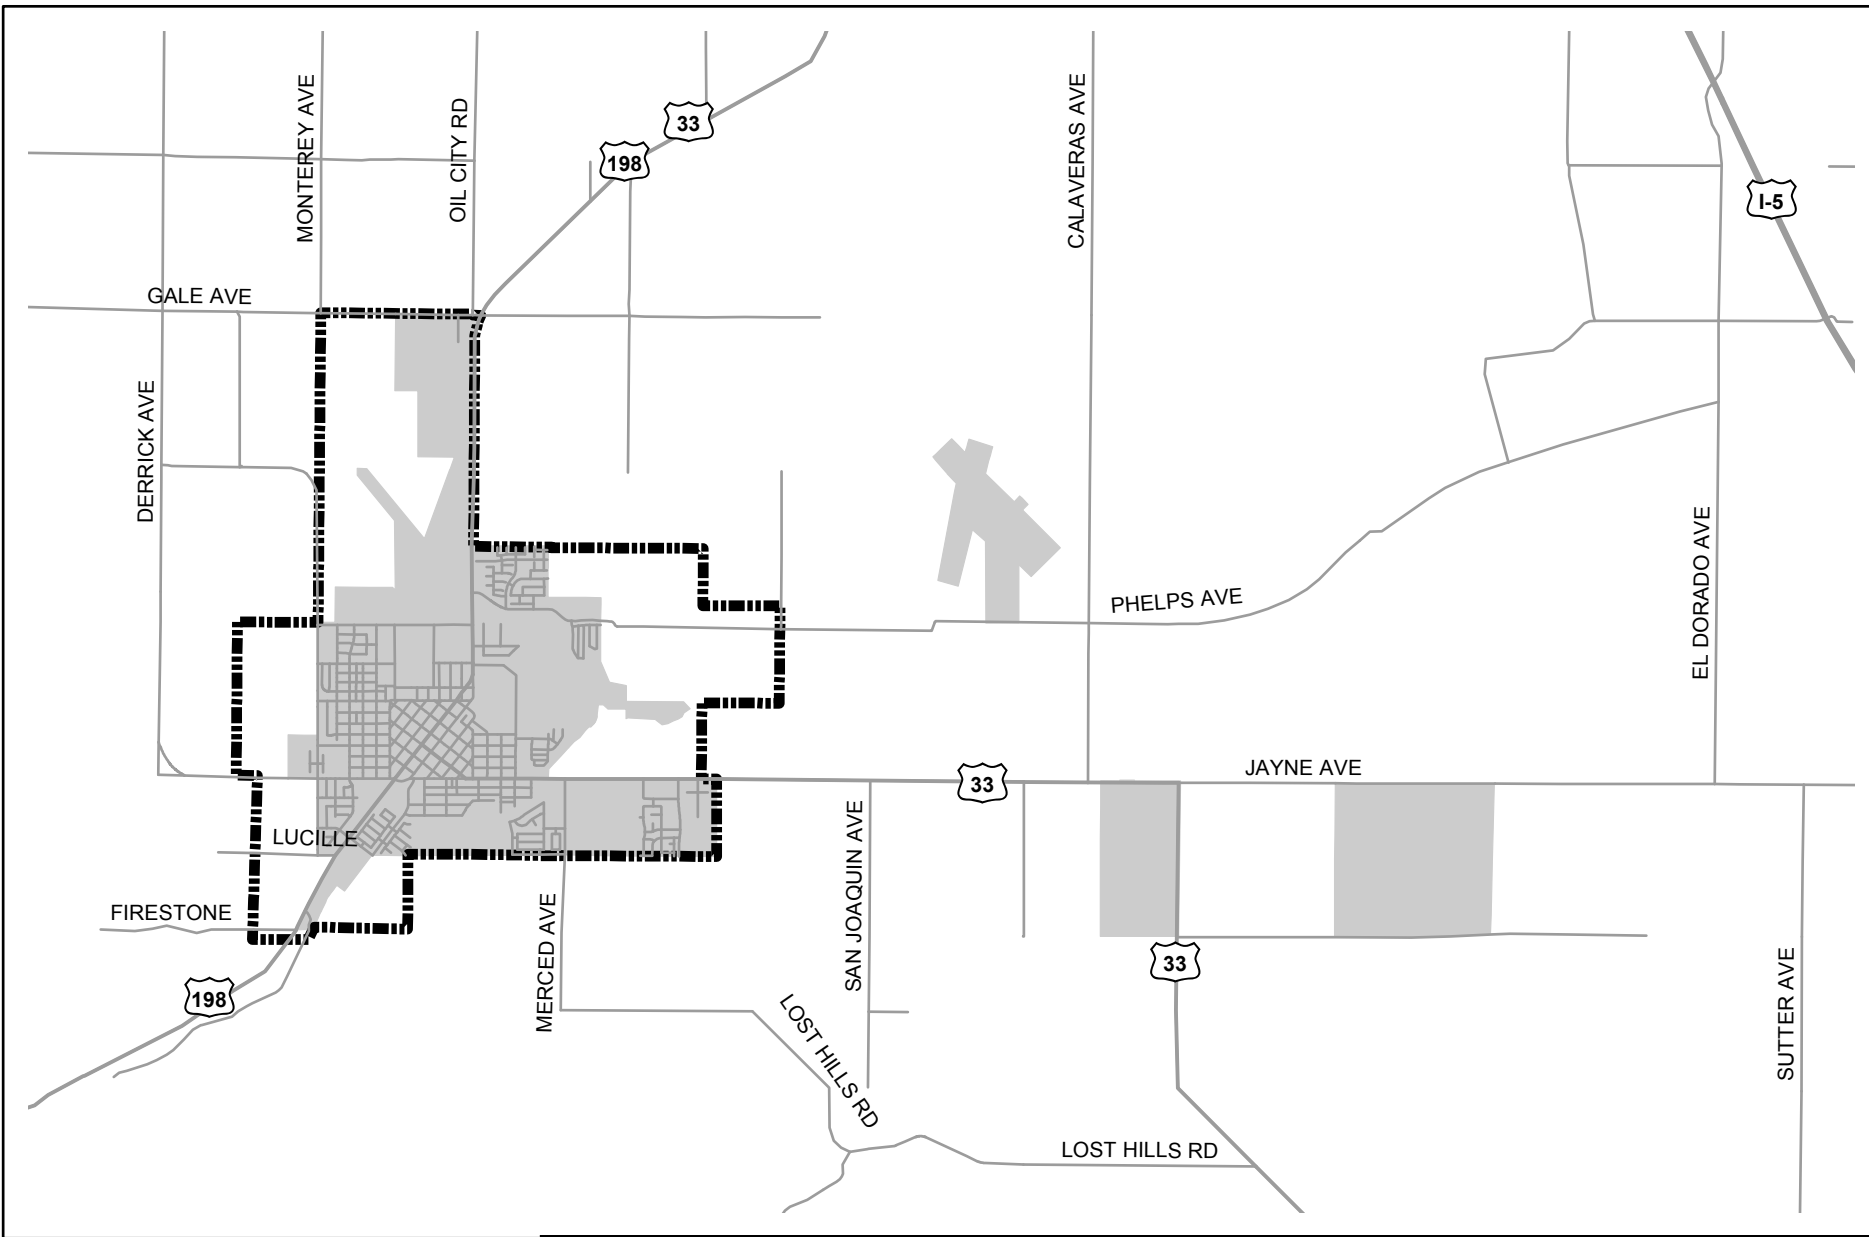 MONTEREY AVE
OIL CITY RD
33
198
CALAVERAS AVE
I-5
GALE AVE
DERRICK AVE
PHELPS AVE
EL DORADO AVE
JAYNE AVE
33
LUCILLE
SAN JOAQUIN AVE
FIRESTONE
MERCED AVE
33
198
LOST HILLS RD
SUTTER AVE
LOST HILLS RD